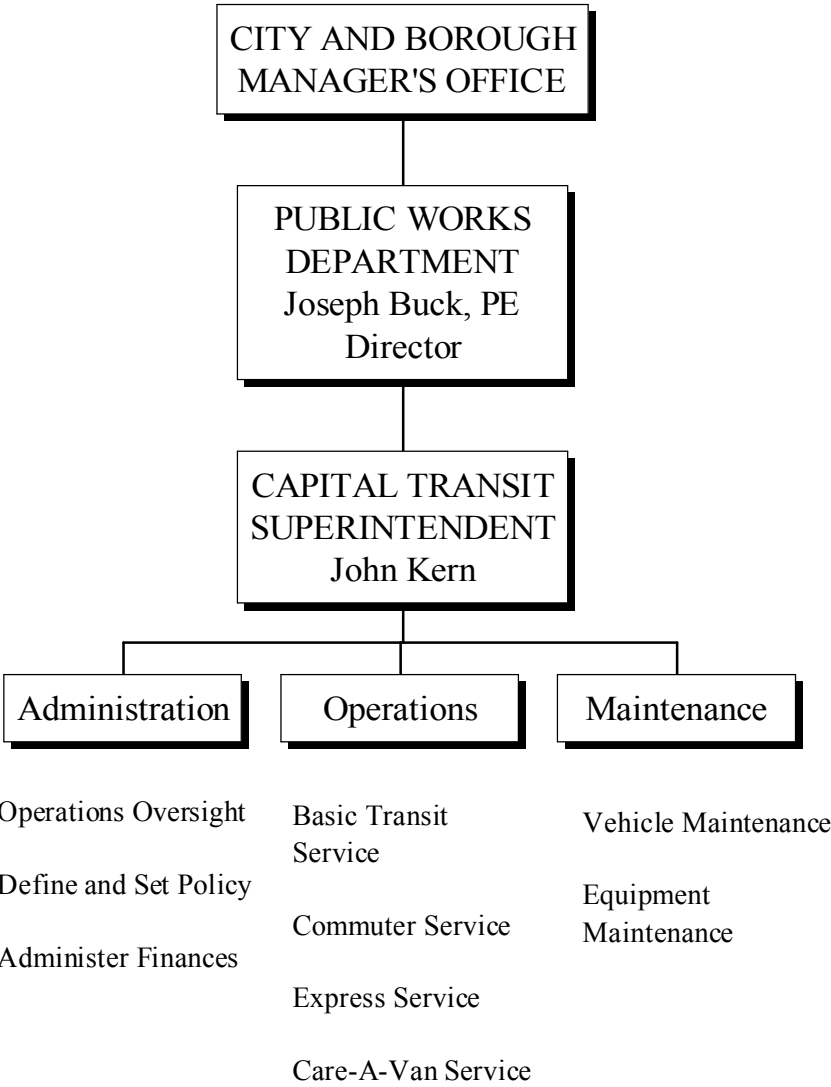 CITY AND BOROUGH
MANAGER'S OFFICE
PUBLIC WORKS
DEPARTMENT
Joseph Buck, PE
Director
CAPITAL TRANSIT
SUPERINTENDENT
John Kern
Administration
Operations Oversight
Define and Set Policy
Administer Finances
Operations
Basic Transit
Service
Commuter Service
Express Service
Care-A-Van Service
Maintenance
Vehicle Maintenance
Equipment
Maintenance